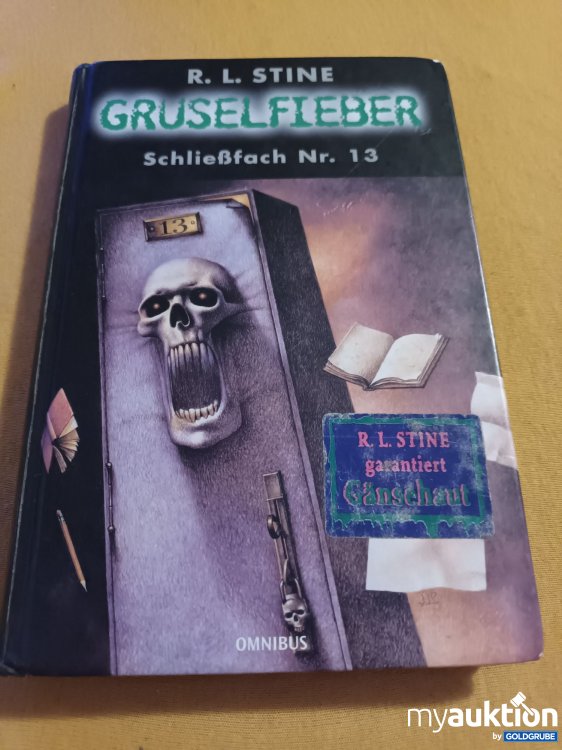 R. L. STINE
GRUSELFIEBER
Schließfach Nr. 13
13
R. L. STINE
garantiert
Gänsehaut
OMNIBUS
myauktion
by GOLDGRUBE